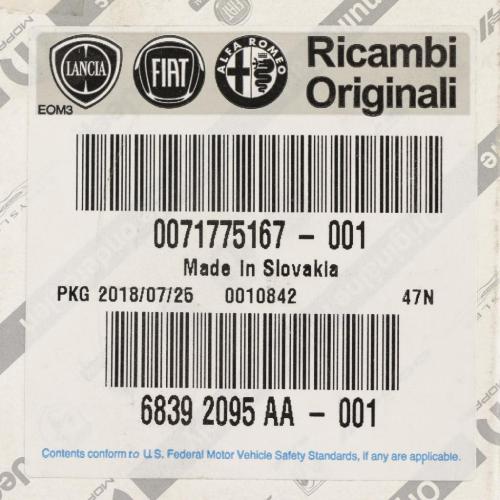 LANCIA FIAT ALFA ROMEO Ricambi
Originali
EOM3
0071775167 - 001
Made In Slovakia
PKG 2018/07/25 0010842 47N
6839 2095 AA - 001
Contents conform to U.S. Federal Motor Vehicle Safety Standards, if any are applicable.